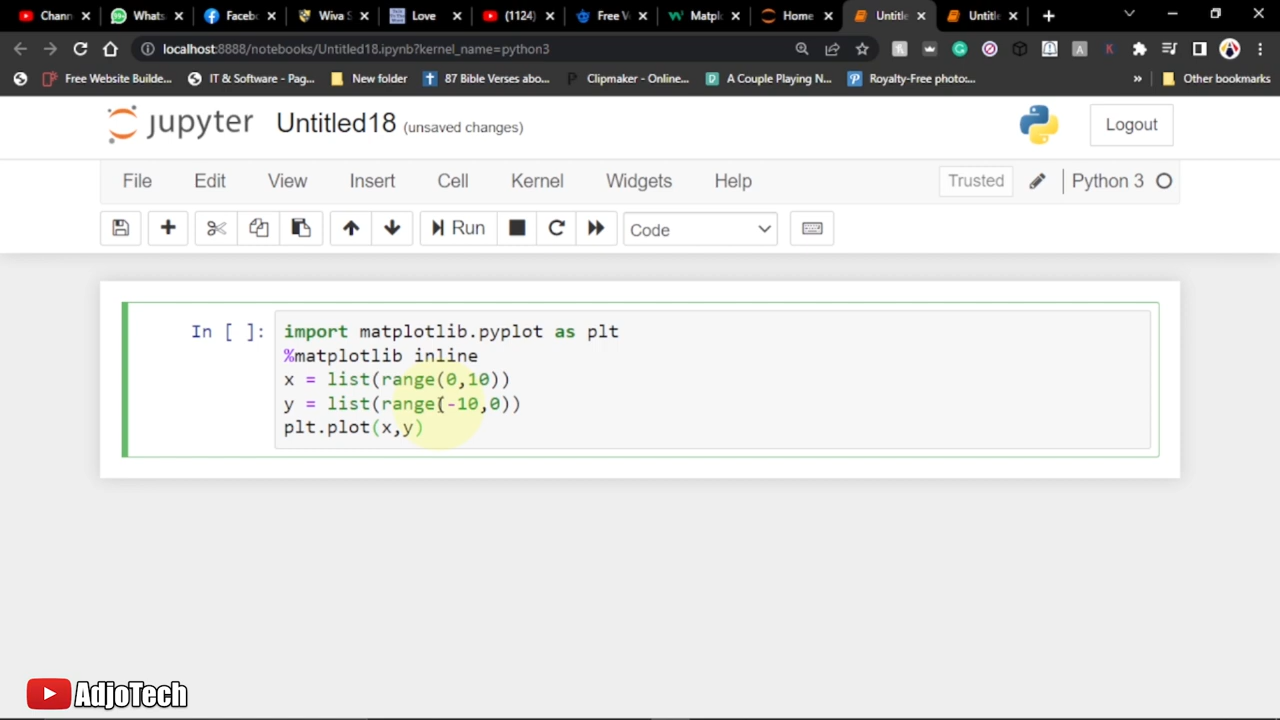 Chann
Whats
Faceb
Wiva S
Love
(1124)
Free V
Matpl
Home
Untitle
Untitle
localhost:8888/notebooks/Untitled18.ipynb?kernel_name=python3
Free Website Builde...
IT & Software - Pag...
New folder
87 Bible Verses abo...
Clipmaker - Online...
A Couple Playing N...
Royalty-Free photo:...
»
Other bookmarks
jupyter Untitled18 (unsaved changes)
Logout
File Edit View Insert Cell Kernel Widgets Help
Trusted
Python 3
Run
Code
In [ ]:
import matplotlib.pyplot as plt
%matplotlib inline
x = list(range(0,10))
y = list(range(-10,0))
plt.plot(x,y)
AdjoTech